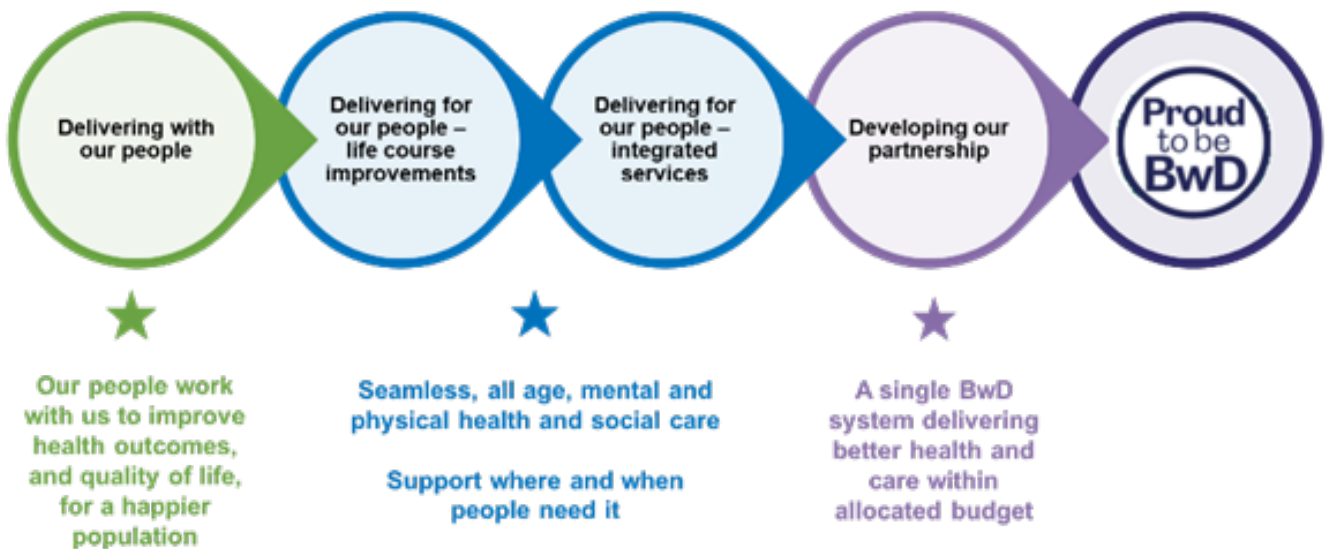 Delivering with
our people
Delivering for
our people –
life course
improvements
Delivering for
our people –
integrated
services
Developing our
partnership
Proud
to be
BwD
Our people work
with us to improve
health outcomes,
and quality of life,
for a happier
population
Seamless, all age, mental and
physical health and social care
Support where and when
people need it
A single BwD
system delivering
better health and
care within
allocated budget